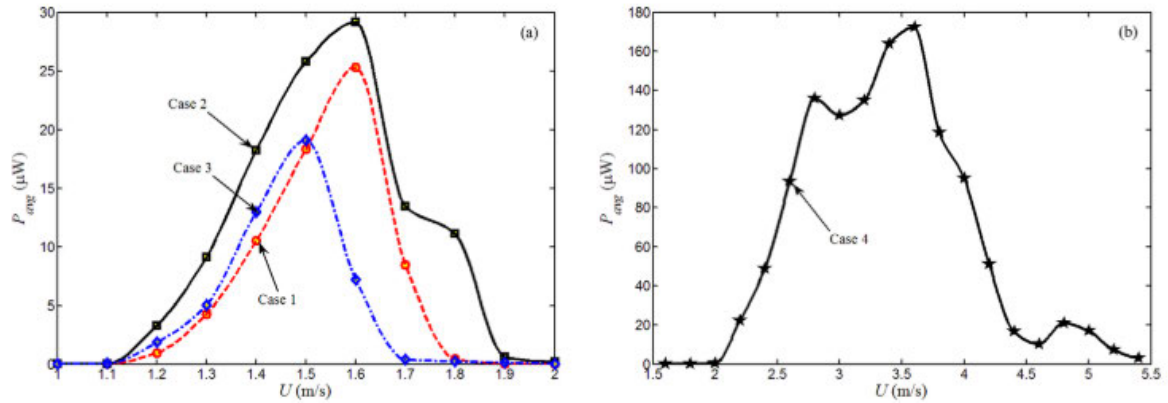 30
25
20
15
10
5
0
P_avg (μW)
(a)
Case 2
Case 3
Case 1
1 1.1 1.2 1.3 1.4 1.5 1.6 1.7 1.8 1.9 2
U (m/s)
180
160
140
120
100
80
60
40
20
0
P_avg (μW)
(b)
Case 4
1.5 2 2.5 3 3.5 4 4.5 5 5.5
U (m/s)